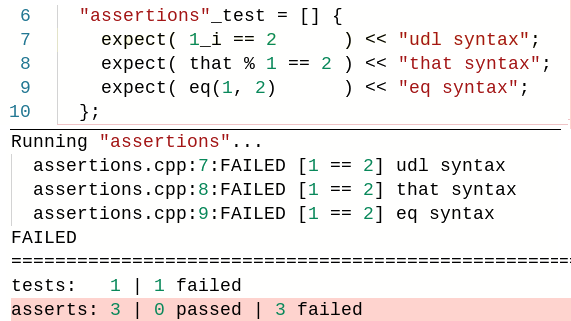 6 "assertions"_test = [] {
7 expect( 1_i == 2 ) << "udl syntax";
8 expect( that % 1 == 2 ) << "that syntax";
9 expect( eq(1, 2) ) << "eq syntax";
10 };
Running "assertions"...
assertions.cpp:7:FAILED [1 == 2] udl syntax
assertions.cpp:8:FAILED [1 == 2] that syntax
assertions.cpp:9:FAILED [1 == 2] eq syntax
FAILED
===================================================
tests: 1 | 1 failed
asserts: 3 | 0 passed | 3 failed